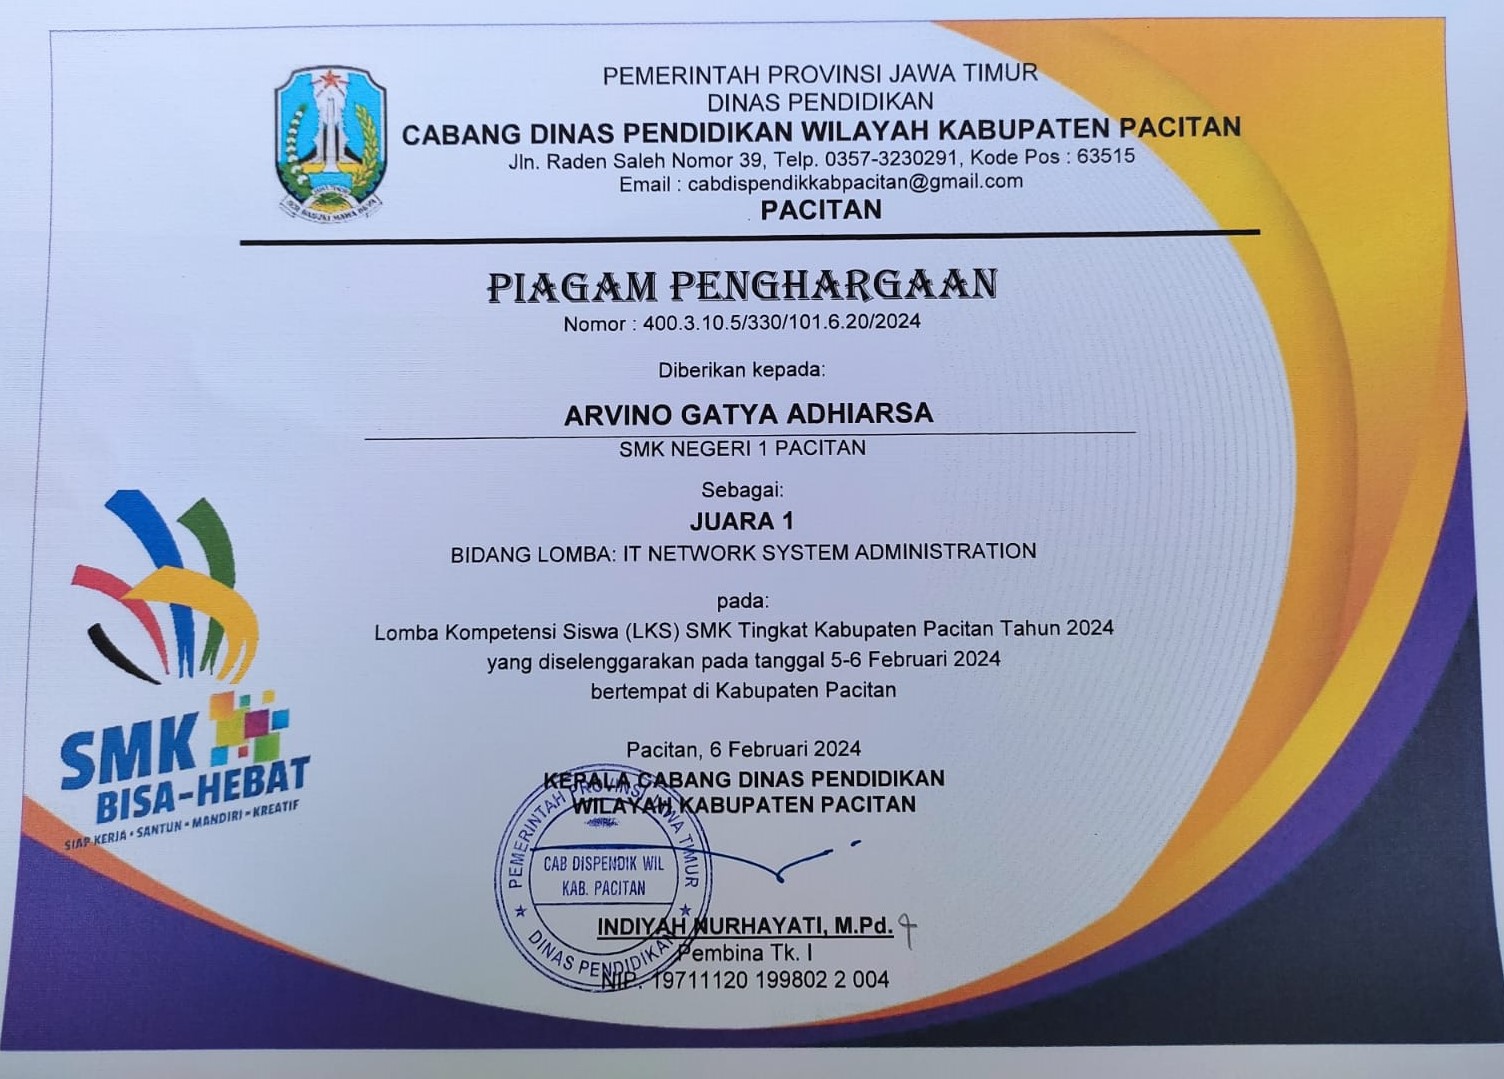 PEMERINTAH PROVINSI JAWA TIMUR
DINAS PENDIDIKAN
CABANG DINAS PENDIDIKAN WILAYAH KABUPATEN PACITAN
Jln. Raden Saleh Nomor 39, Telp. 0357-3230291, Kode Pos : 63515
Email : cabdispendikkabpacitan@gmail.com
PACITAN
PIAGAM PENGHARGAAN
Nomor : 400.3.10.5/330/101.6.20/2024
Diberikan kepada:
ARVINO GATYA ADHIARSA
SMK NEGERI 1 PACITAN
Sebagai:
JUARA 1
BIDANG LOMBA: IT NETWORK SYSTEM ADMINISTRATION
pada:
Lomba Kompetensi Siswa (LKS) SMK Tingkat Kabupaten Pacitan Tahun 2024
yang diselenggarakan pada tanggal 5-6 Februari 2024
bertempat di Kabupaten Pacitan
SMK
BISA-HEBAT
SIAP KERJA • SANTUN • MANDIRI • KREATIF
Pacitan, 6 Februari 2024
KEPALA CABANG DINAS PENDIDIKAN
WILAYAH KABUPATEN PACITAN
PEMERINTAH PROVINSI JAWA TIMUR
CAB DISPENDIK WIL
KAB. PACITAN
DINAS PENDIDIKAN
INDIYAH NURHAYATI, M.Pd.
Pembina Tk. I
NIP. 19711120 199802 2 004